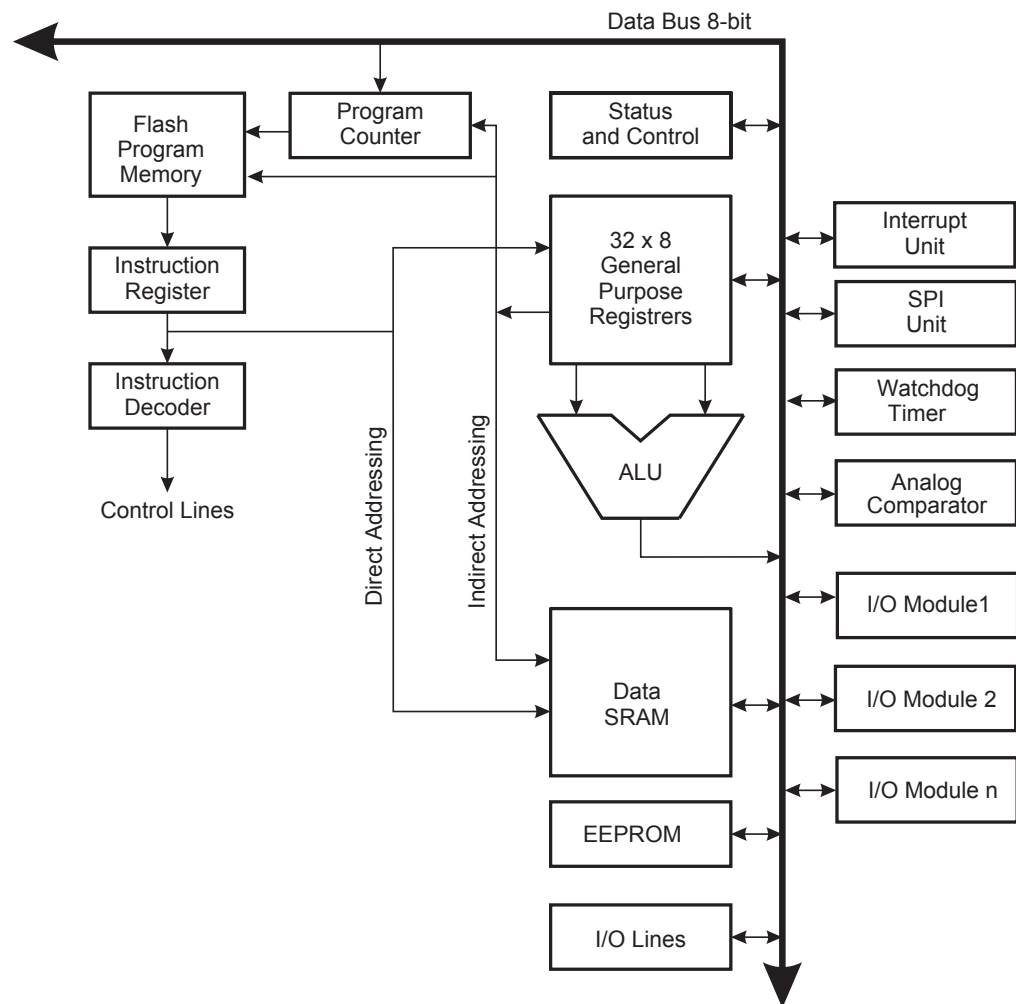 Data Bus 8-bit
Flash
Program
Memory
Program
Counter
Status
and Control
Interrupt
Unit
32 x 8
General
Purpose
Registrers
Instruction
Register
SPI
Unit
Instruction
Decoder
Watchdog
Timer
ALU
Analog
Comparator
Control Lines
Direct Addressing
Indirect Addressing
I/O Module1
Data
SRAM
I/O Module 2
I/O Module n
EEPROM
I/O Lines